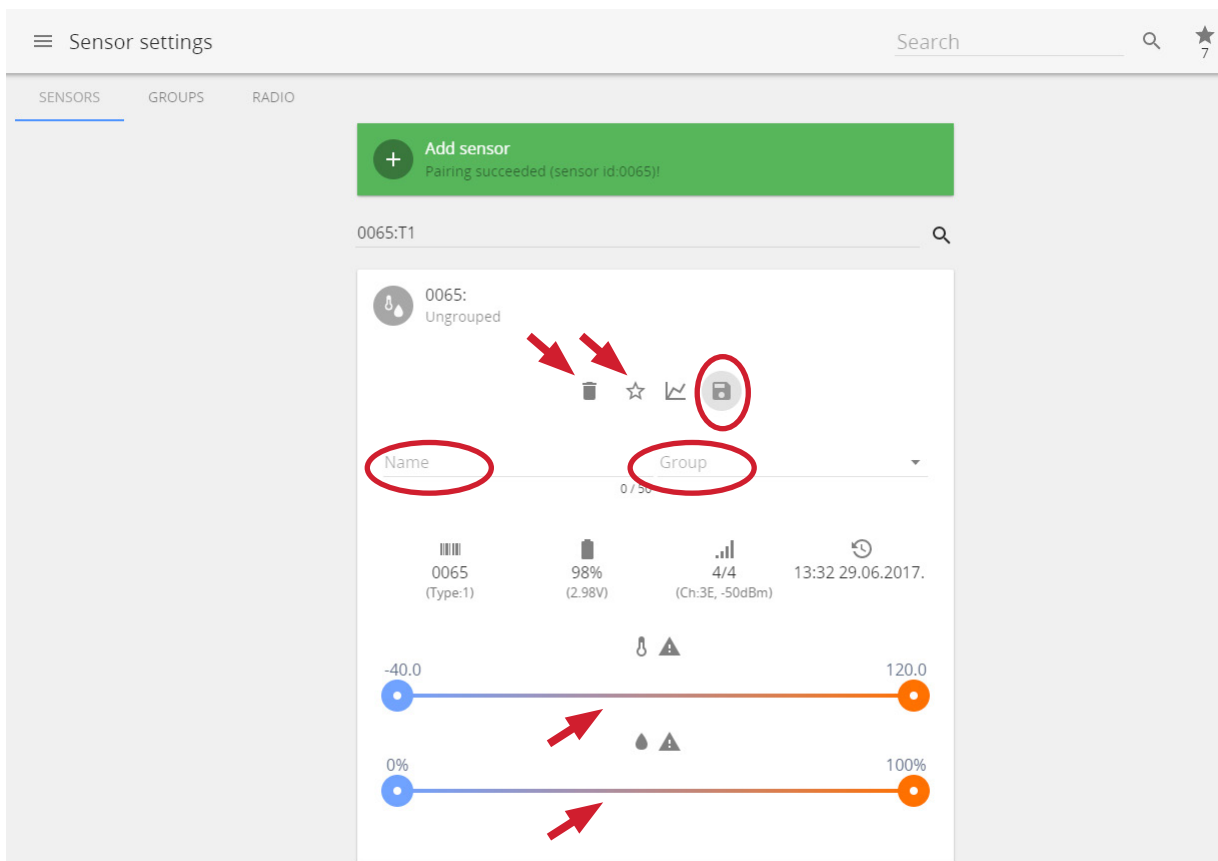 Sensor settings
Search
7
SENSORS GROUPS RADIO
Add sensor
Pairing succeeded (sensor id:0065)!
0065:T1
0065:
Ungrouped
Name Group
0 / 50
0065 98% 4/4 13:32 29.06.2017.
(Type:1) (2.98V) (Ch:3E, -50dBm)
-40.0 120.0
0% 100%